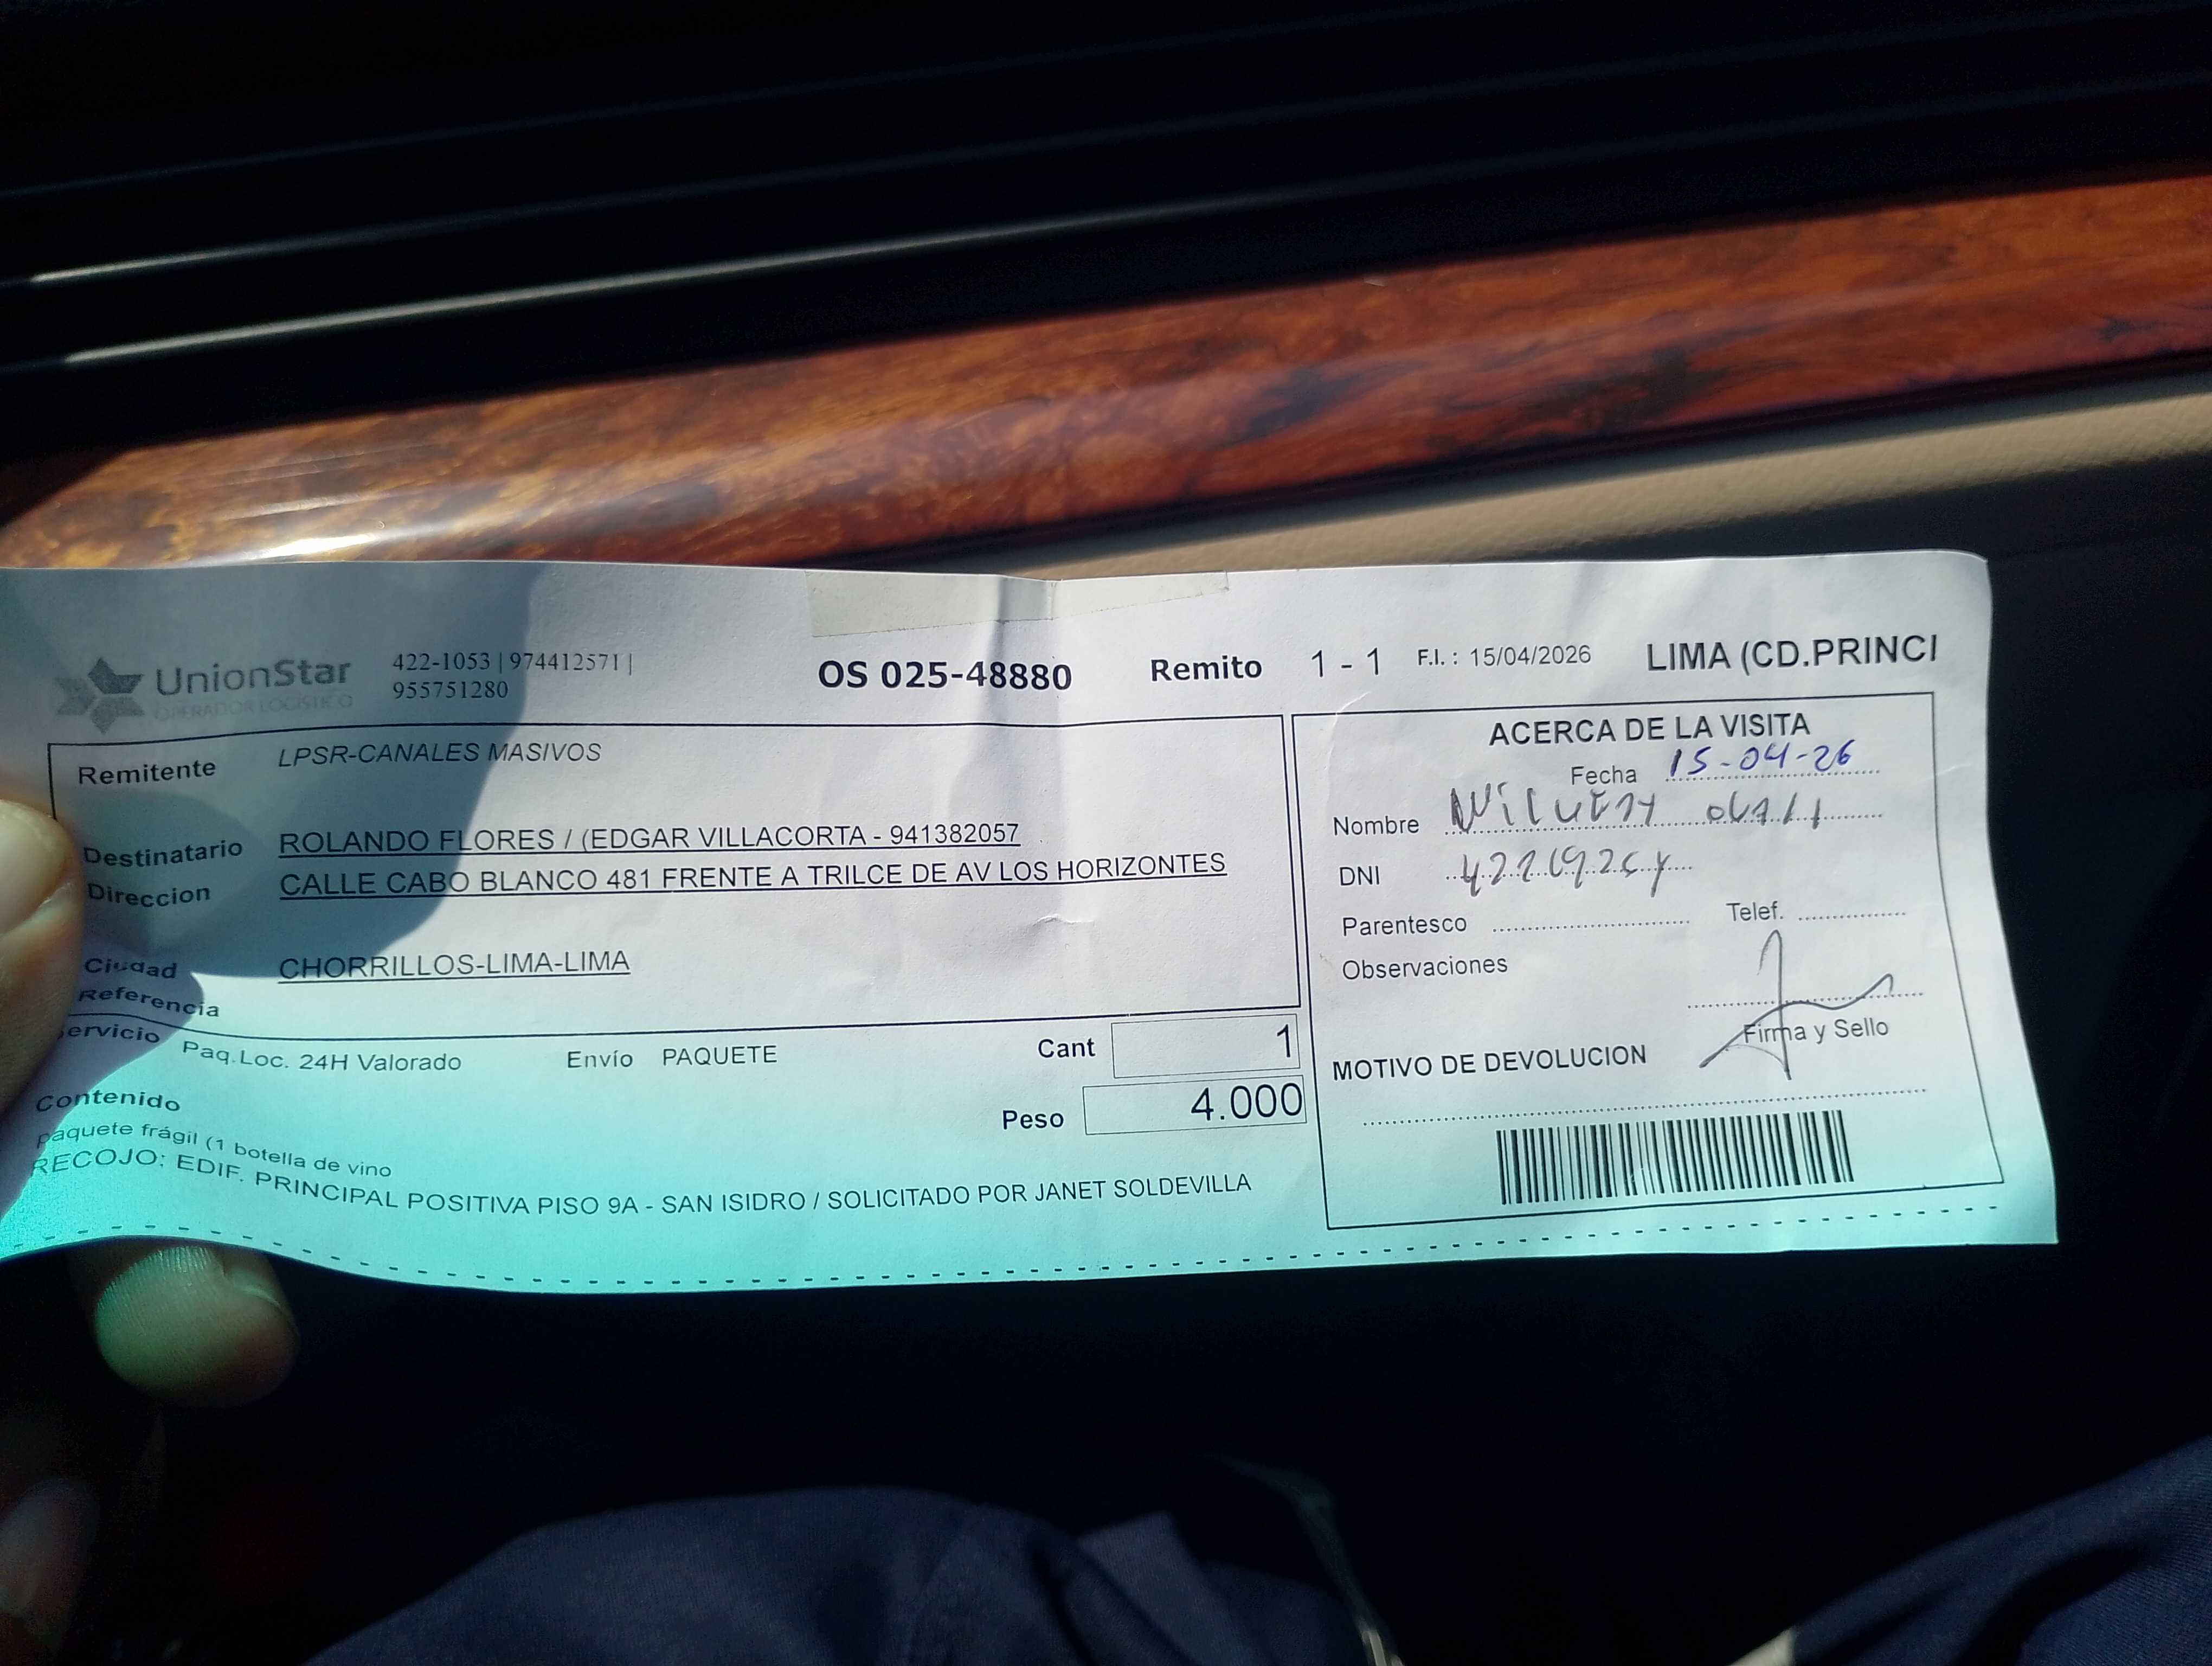 UnionStar
OPERADOR LOGISTICO
422-1053 | 974412571 |
955751280
OS 025-48880
Remito 1 - 1
F.I. : 15/04/2026
LIMA (CD.PRINCI
Remitente LPSR-CANALES MASIVOS
Destinatario ROLANDO FLORES / (EDGAR VILLACORTA - 941382057
Direccion CALLE CABO BLANCO 481 FRENTE A TRILCE DE AV LOS HORIZONTES
Ciudad CHORRILLOS-LIMA-LIMA
Referencia
Servicio Paq.Loc. 24H Valorado Envío PAQUETE Cant 1
Contenido Peso 4.000
paquete frágil (1 botella de vino
RECOJO: EDIF. PRINCIPAL POSITIVA PISO 9A - SAN ISIDRO / SOLICITADO POR JANET SOLDEVILLA
ACERCA DE LA VISITA
Fecha 15-04-26
Nombre
DNI
Parentesco Telef.
Observaciones
Firma y Sello
MOTIVO DE DEVOLUCION